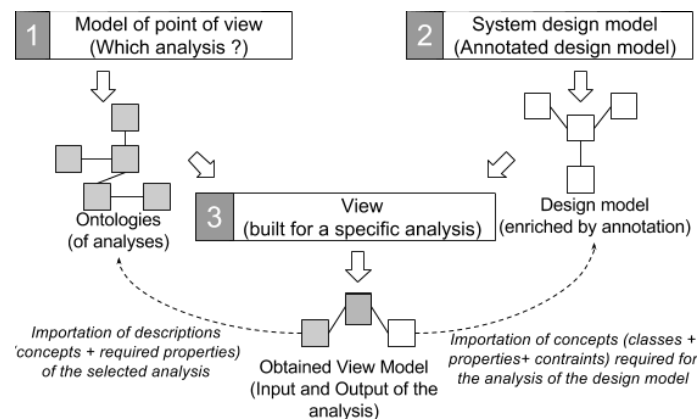 1
Model of point of view
(Which analysis ?)
2
System design model
(Annotated design model)
Ontologies
(of analyses)
3
View
(built for a specific analysis)
Design model
(enriched by annotation)
Importation of descriptions
(concepts + required properties)
of the selected analysis
Obtained View Model
(Input and Output of the
analysis)
Importation of concepts (classes +
properties+ contraints) required for
the analysis of the design model